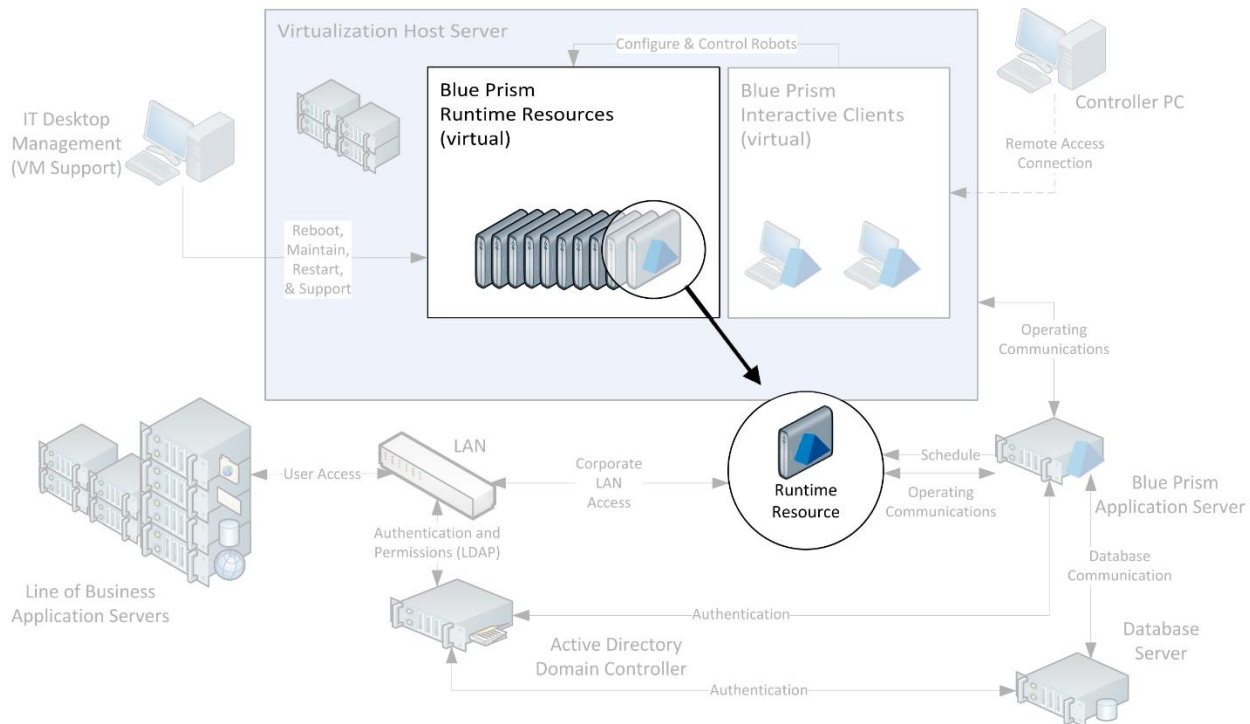 Virtualization Host Server
Configure & Control Robots
Blue Prism
Runtime Resources
(virtual)
Blue Prism
Interactive Clients
(virtual)
Controller PC
Remote Access
Connection
IT Desktop
Management
(VM Support)
Reboot,
Maintain,
Restart,
& Support
Operating
Communications
LAN
User Access
Corporate
LAN
Access
Runtime
Resource
Schedule
Operating
Communications
Blue Prism
Application Server
Authentication and
Permissions (LDAP)
Line of Business
Application Servers
Database
Communication
Authentication
Active Directory
Domain Controller
Database
Server
Authentication